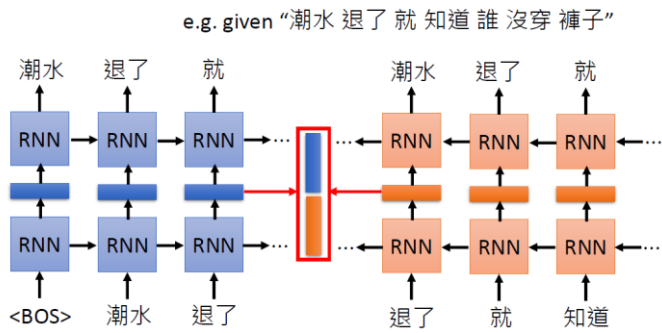 e.g. given “潮水 退了 就 知道 誰 沒穿 褲子”
潮水 退了 就 潮水 退了 就
RNN RNN RNN … … RNN RNN RNN …
RNN RNN RNN … … RNN RNN RNN …
<BOS> 潮水 退了 退了 就 知道